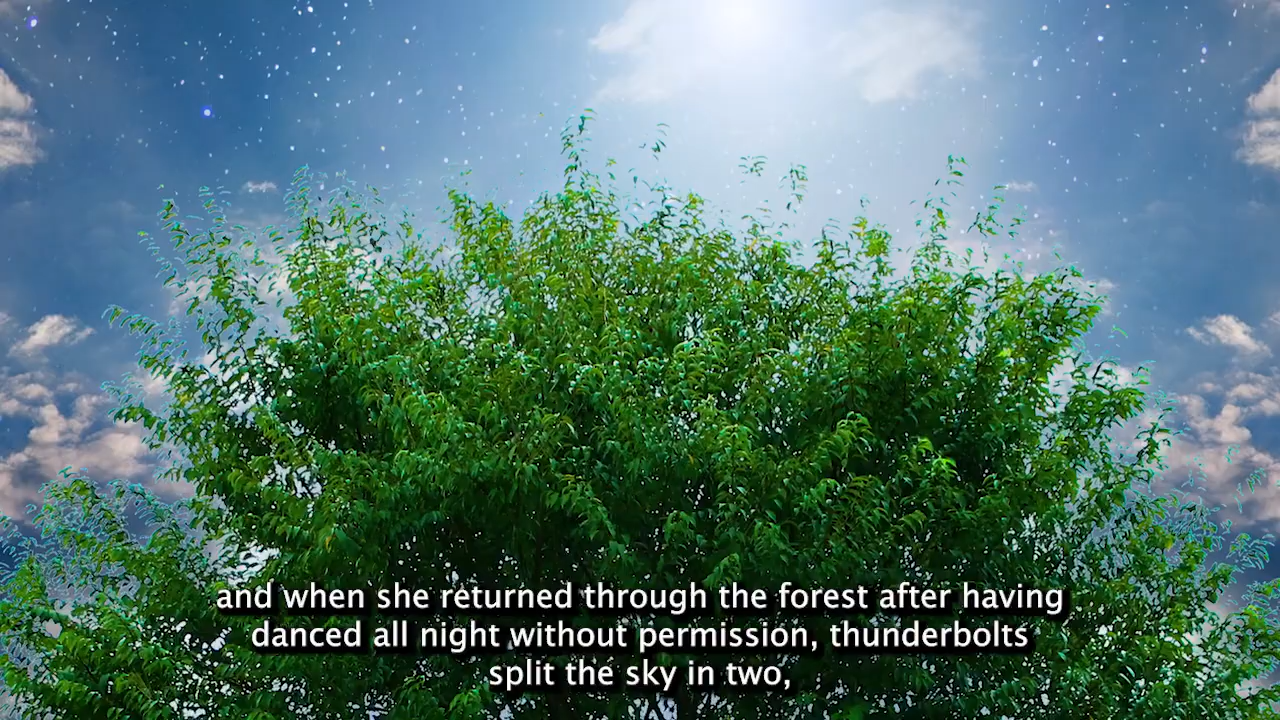 and when she returned through the forest after having
danced all night without permission, thunderbolts
split the sky in two,